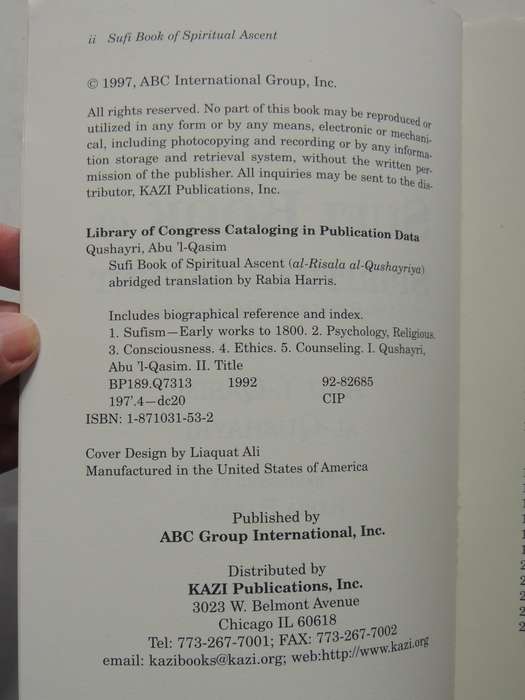 ii Sufi Book of Spiritual Ascent
© 1997, ABC International Group, Inc.
All rights reserved. No part of this book may be reproduced or
utilized in any form or by any means, electronic or mechani-
cal, including photocopying and recording or by any informa-
tion storage and retrieval system, without the written per-
mission of the publisher. All inquiries may be sent to the dis-
tributor, KAZI Publications, Inc.
Library of Congress Cataloging in Publication Data
Qushayri, Abu 'l-Qasim
Sufi Book of Spiritual Ascent (al-Risala al-Qushayriya)
abridged translation by Rabia Harris.
Includes biographical reference and index.
1. Sufism—Early works to 1800. 2. Psychology, Religious.
3. Consciousness. 4. Ethics. 5. Counseling. I. Qushayri,
Abu 'l-Qasim. II. Title
BP189.Q7313 1992 92-82685
197'.4—dc20 CIP
ISBN: 1-871031-53-2
Cover Design by Liaquat Ali
Manufactured in the United States of America
Published by
ABC Group International, Inc.
Distributed by
KAZI Publications, Inc.
3023 W. Belmont Avenue
Chicago IL 60618
Tel: 773-267-7001; FAX: 773-267-7002
email: kazibooks@kazi.org; web:http://www.kazi.org